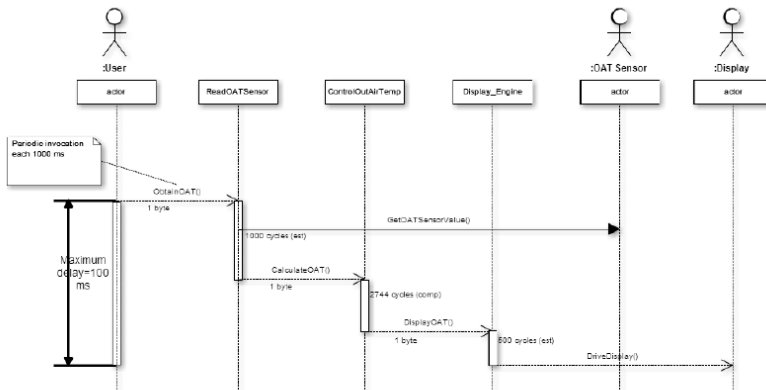 :User
:OAT Sensor
:Display
actor
ReadOATSensor
ControlOutAirTemp
Display_Engine
actor
actor
Periodic invocation
each 1000 ms
ObtainOAT()
1 byte
GetOATSensorValue()
1000 cycles (est)
Maximum
delay=100
ms
CalculateOAT()
1 byte
2744 cycles (comp)
DisplayOAT()
1 byte
500 cycles (est)
DriveDisplay()